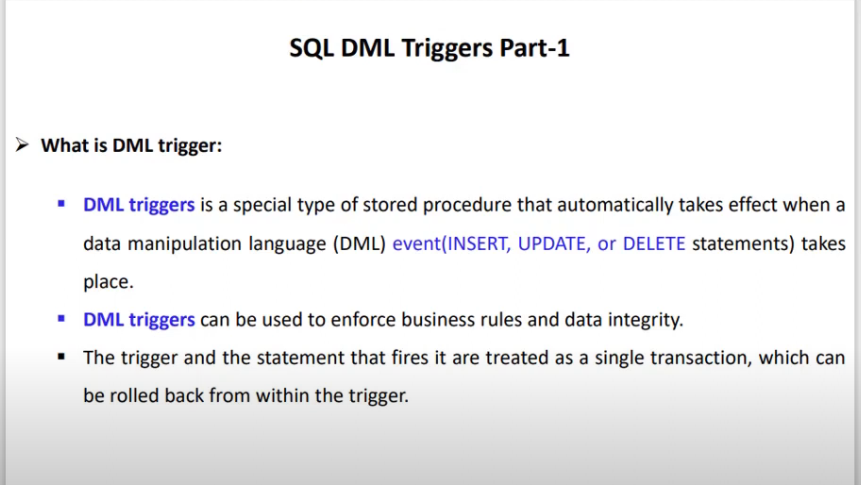 SQL DML Triggers Part-1
➢ What is DML trigger:
▪ DML triggers is a special type of stored procedure that automatically takes effect when a
data manipulation language (DML) event(INSERT, UPDATE, or DELETE statements) takes
place.
▪ DML triggers can be used to enforce business rules and data integrity.
▪ The trigger and the statement that fires it are treated as a single transaction, which can
be rolled back from within the trigger.